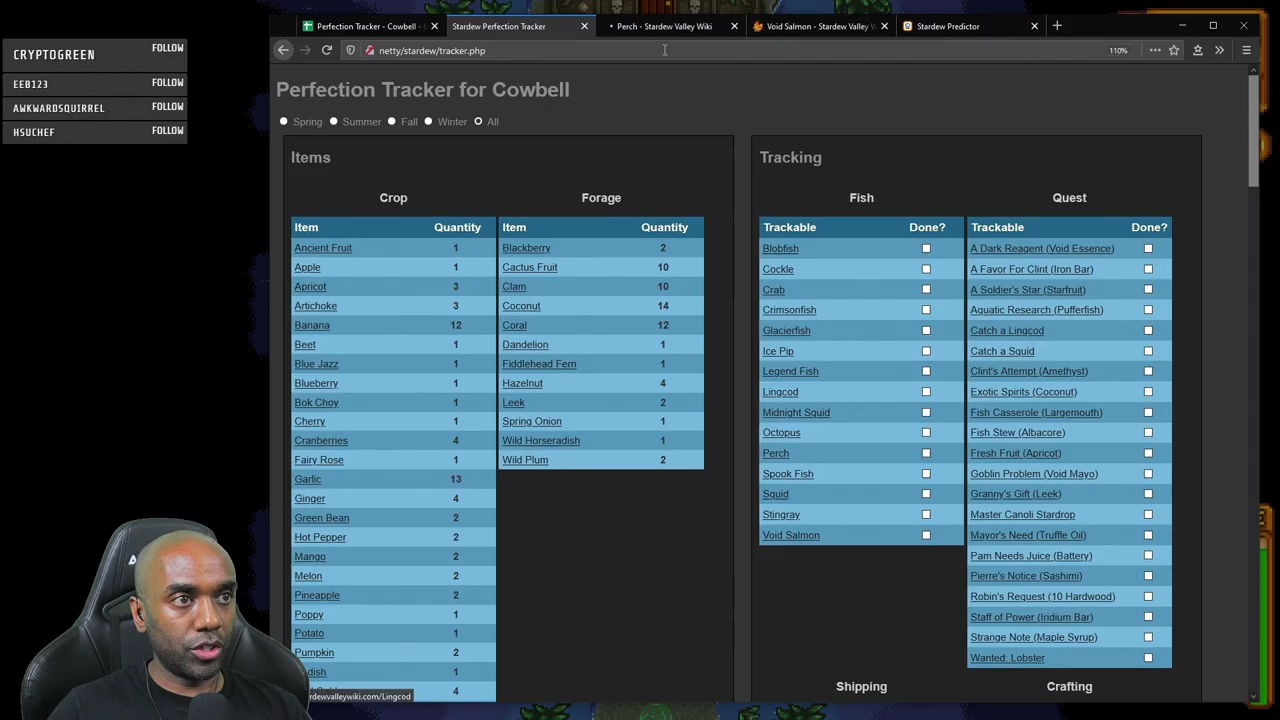 CRYPTOGREEN FOLLOW
EEB123 FOLLOW
AWKWARDSQUIRREL FOLLOW
HSUCHEF FOLLOW
Perfection Tracker - Cowbell -
Stardew Perfection Tracker
Perch - Stardew Valley Wiki
Void Salmon - Stardew Valley W
Stardew Predictor
netty/stardew/tracker.php
110%
Perfection Tracker for Cowbell
Spring Summer Fall Winter All
Items
Crop
Item Quantity
Ancient Fruit 1
Apple 1
Apricot 3
Artichoke 3
Banana 12
Beet 1
Blue Jazz 1
Blueberry 1
Bok Choy 1
Cherry 1
Cranberries 4
Fairy Rose 1
Garlic 13
Ginger 4
Green Bean 2
Hot Pepper 2
Mango 2
Melon 2
Pineapple 2
Poppy 1
Potato 1
Pumpkin 2
dish 1
4
Forage
Item Quantity
Blackberry 2
Cactus Fruit 10
Clam 10
Coconut 14
Coral 12
Dandelion 1
Fiddlehead Fern 1
Hazelnut 4
Leek 2
Spring Onion 1
Wild Horseradish 1
Wild Plum 2
Tracking
Fish
Trackable Done?
Blobfish
Cockle
Crab
Crimsonfish
Glacierfish
Ice Pip
Legend Fish
Lingcod
Midnight Squid
Octopus
Perch
Spook Fish
Squid
Stingray
Void Salmon
Quest
Trackable Done?
A Dark Reagent (Void Essence)
A Favor For Clint (Iron Bar)
A Soldier's Star (Starfruit)
Aquatic Research (Pufferfish)
Catch a Lingcod
Catch a Squid
Clint's Attempt (Amethyst)
Exotic Spirits (Coconut)
Fish Casserole (Largemouth)
Fish Stew (Albacore)
Fresh Fruit (Apricot)
Goblin Problem (Void Mayo)
Granny's Gift (Leek)
Master Canoli Stardrop
Mayor's Need (Truffle Oil)
Pam Needs Juice (Battery)
Pierre's Notice (Sashimi)
Robin's Request (10 Hardwood)
Staff of Power (Iridium Bar)
Strange Note (Maple Syrup)
Wanted: Lobster
Shipping
Crafting
rdewvalleywiki.com/Lingcod